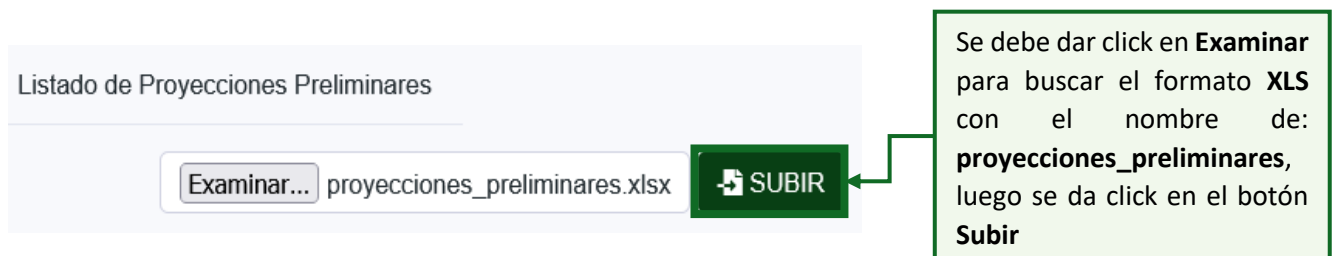 Listado de Proyecciones Preliminares
Examinar... proyecciones_preliminares.xlsx SUBIR
Se debe dar click en Examinar
para buscar el formato XLS
con el nombre de:
proyecciones_preliminares,
luego se da click en el botón
Subir